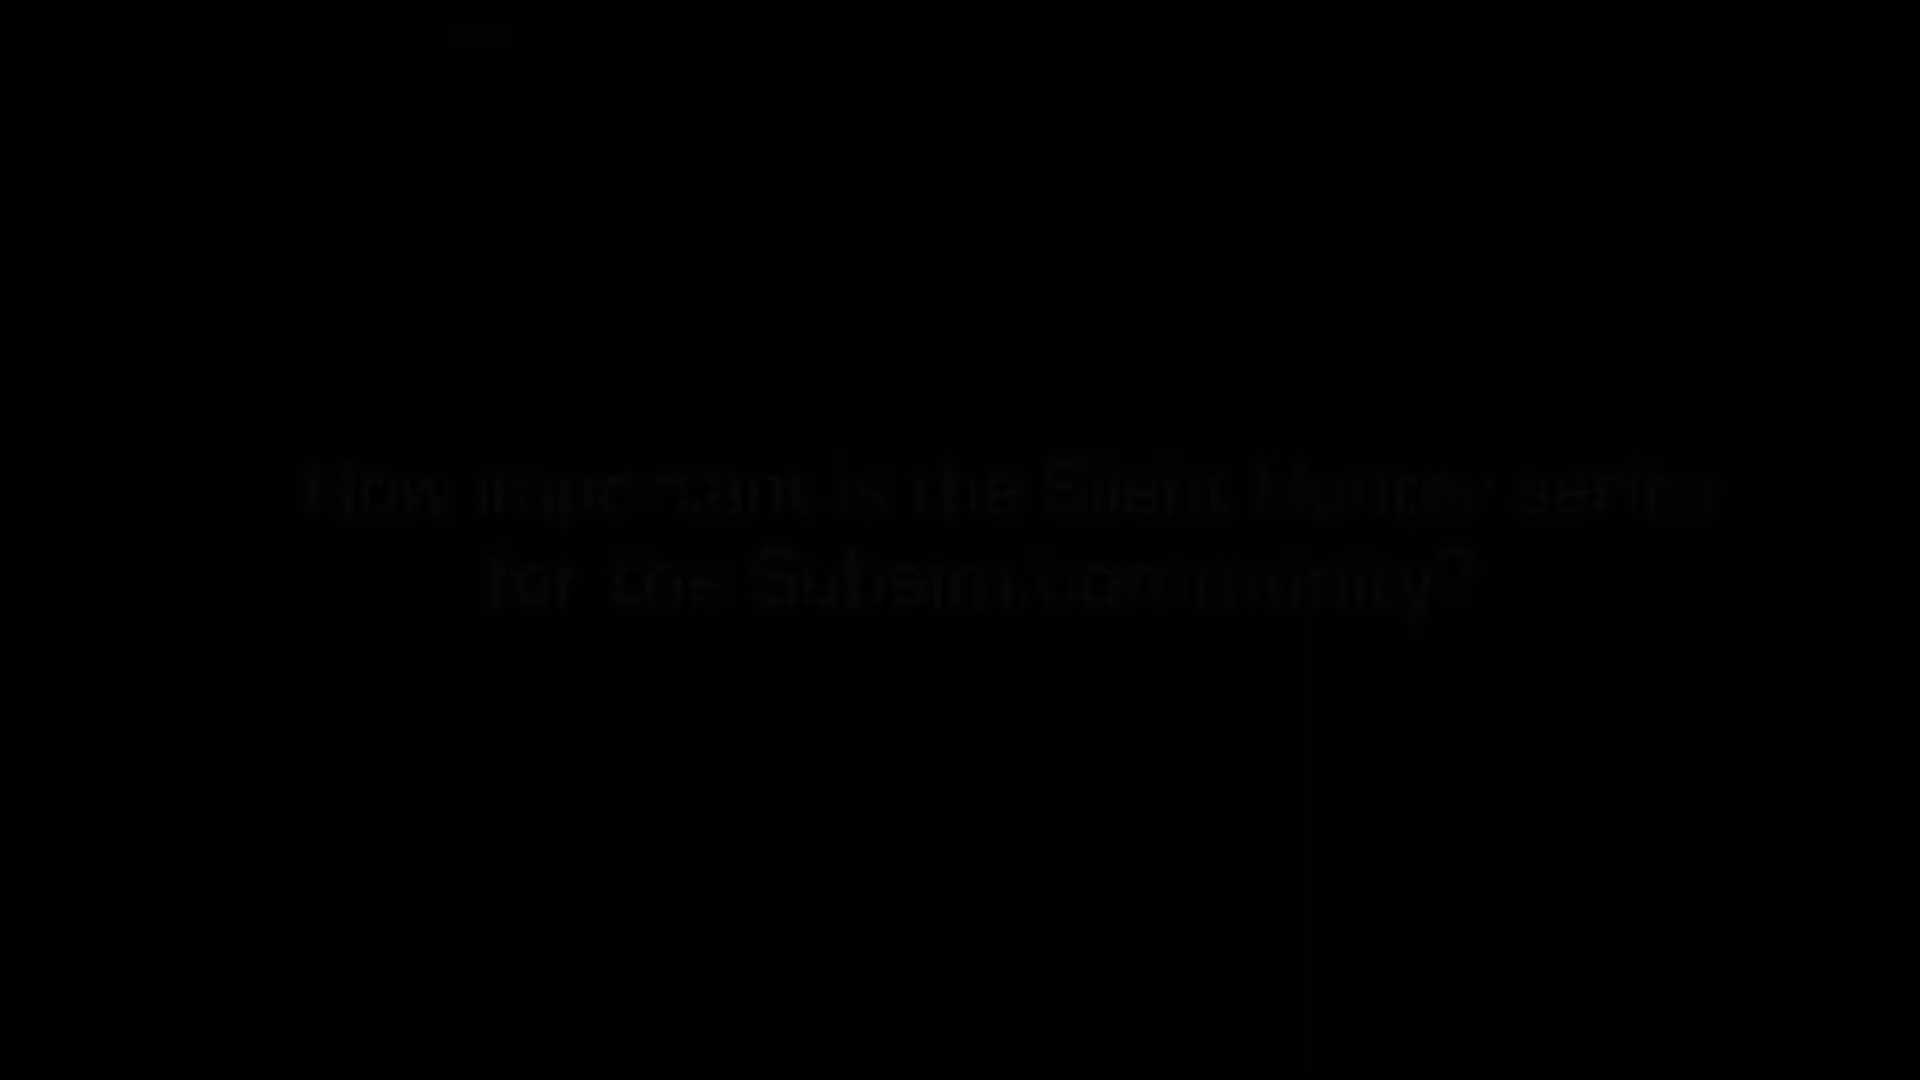 How important is the Silent Hunter series
for the Subsim community?